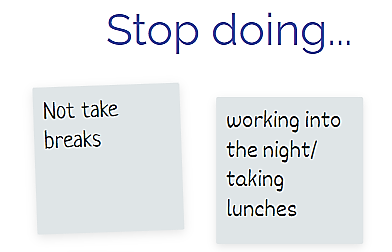 Stop doing...
Not take
breaks
working into
the night/
taking
lunches